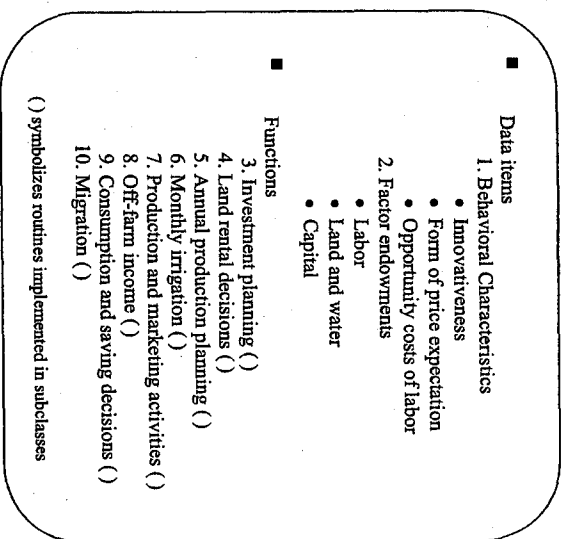 ■ Data items
1. Behavioral Characteristics
• Innovativeness
• Form of price expectation
• Opportunity costs of labor
2. Factor endowments
• Labor
• Land and water
• Capital
■ Functions
3. Investment planning ()
4. Land rental decisions ()
5. Annual production planning ()
6. Monthly irrigation ()
7. Production and marketing activities ()
8. Off-farm income ()
9. Consumption and saving decisions ()
10. Migration ()
() symbolizes routines implemented in subclasses